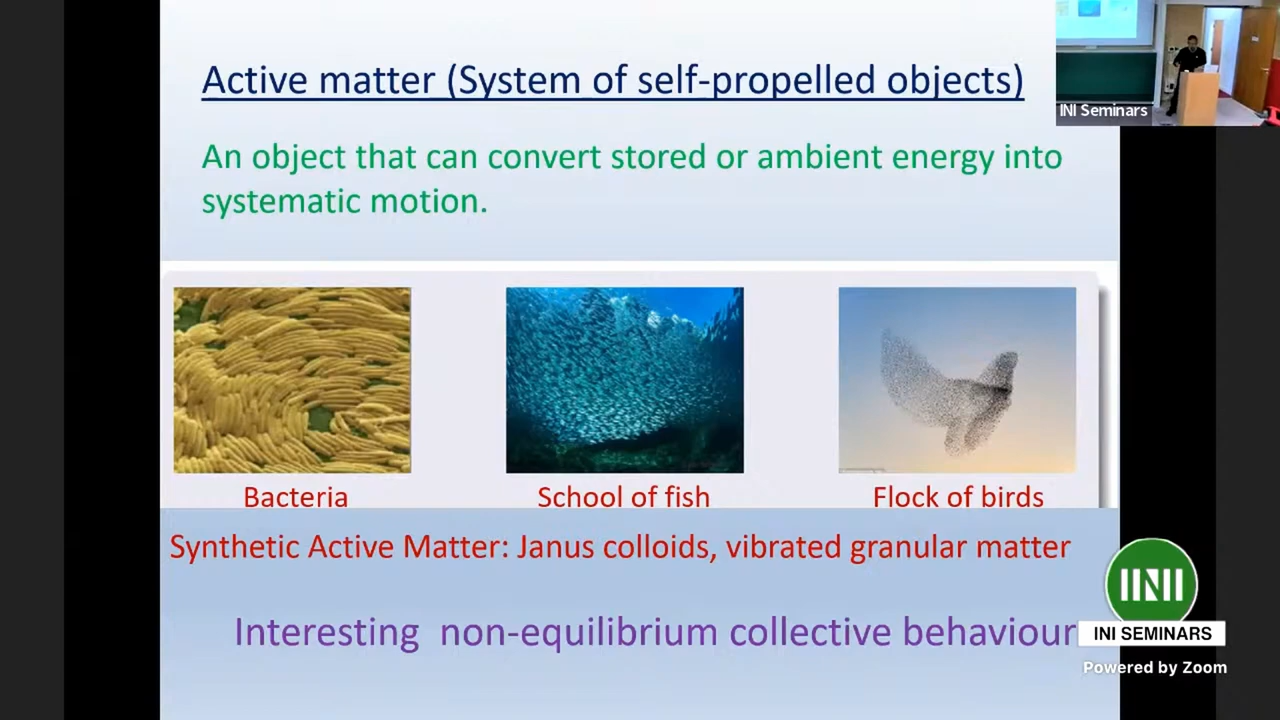 Active matter (System of self-propelled objects)
INI Seminars
An object that can convert stored or ambient energy into
systematic motion.
Bacteria
School of fish
Flock of birds
Synthetic Active Matter: Janus colloids, vibrated granular matter
Interesting non-equilibrium collective behaviour
INI
INI SEMINARS
Powered by Zoom